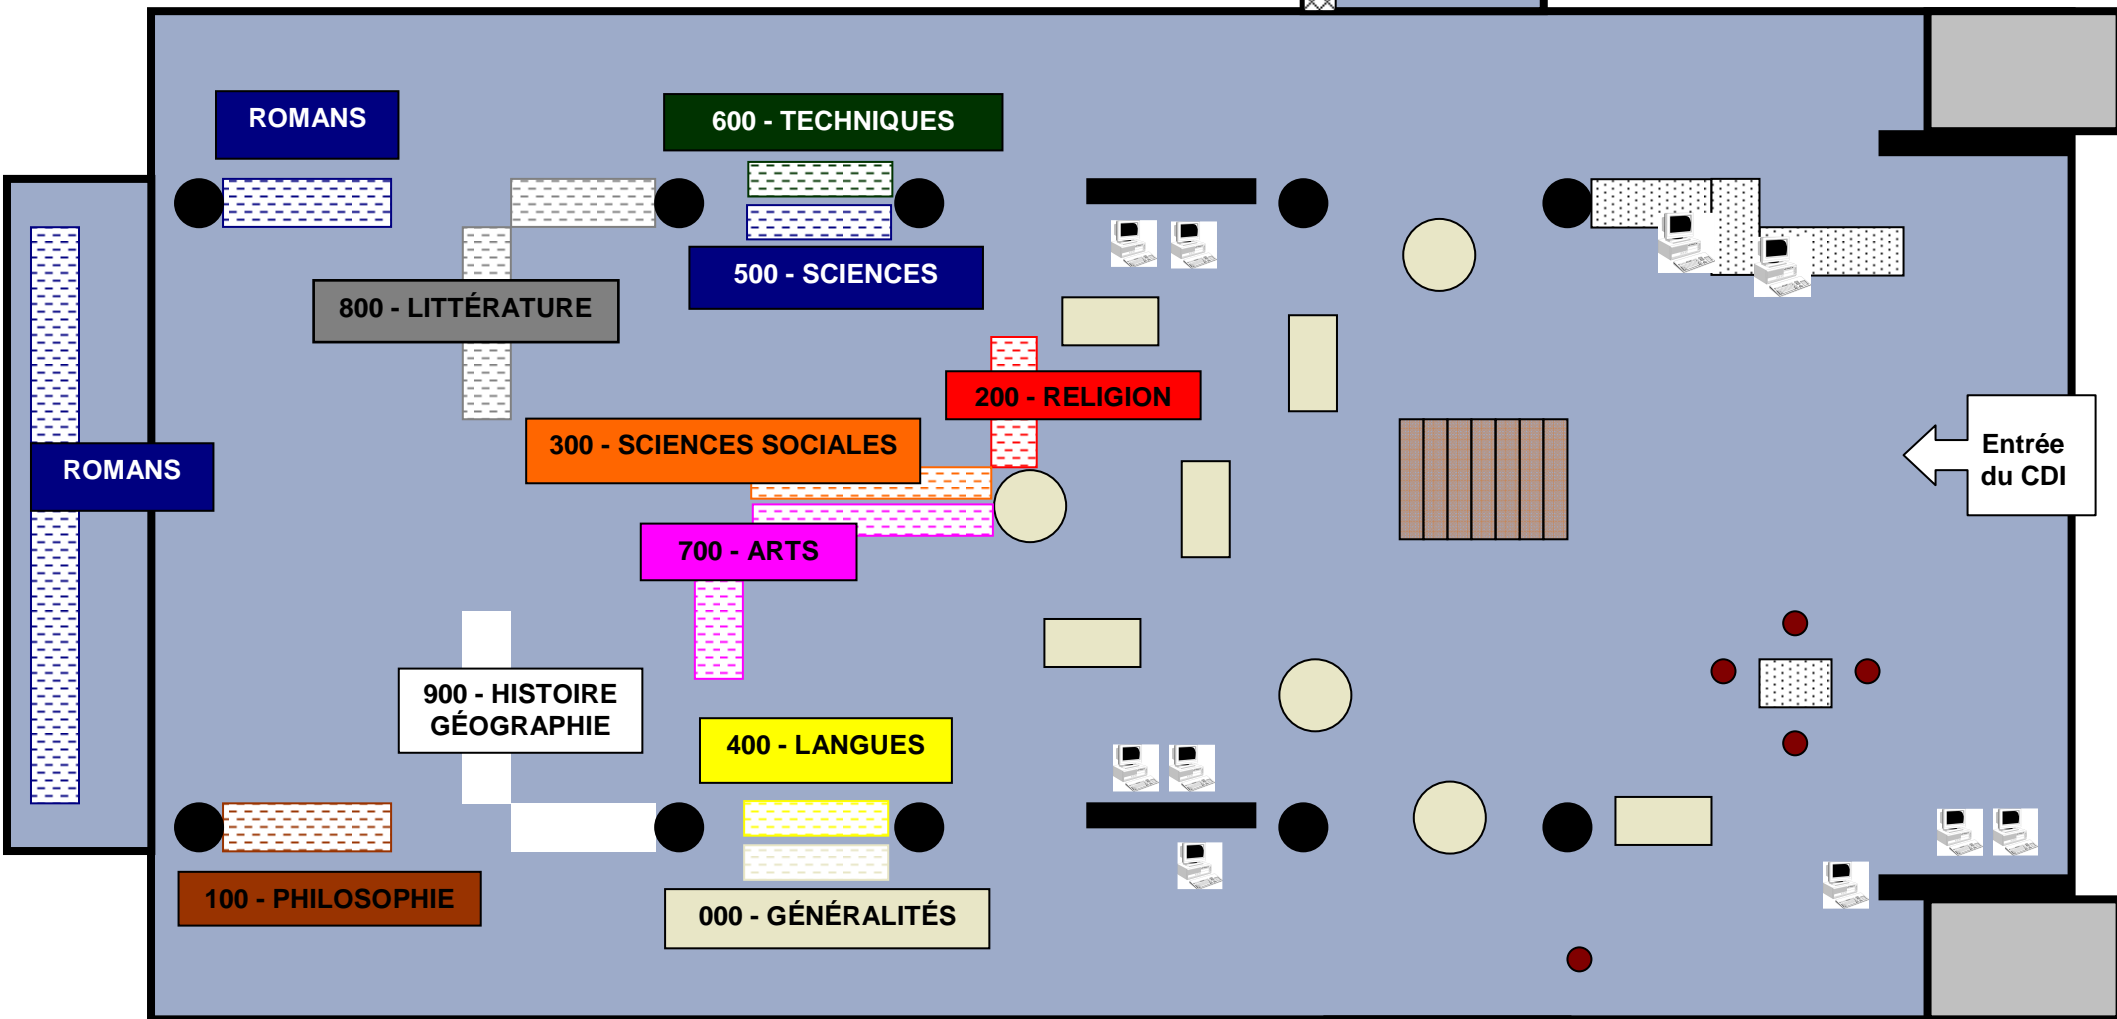 ROMANS
600 - TECHNIQUES
500 - SCIENCES
800 - LITTÉRATURE
200 - RELIGION
300 - SCIENCES SOCIALES
Entrée
du CDI
ROMANS
700 - ARTS
900 - HISTOIRE
GÉOGRAPHIE
400 - LANGUES
100 - PHILOSOPHIE
000 - GÉNÉRALITÉS